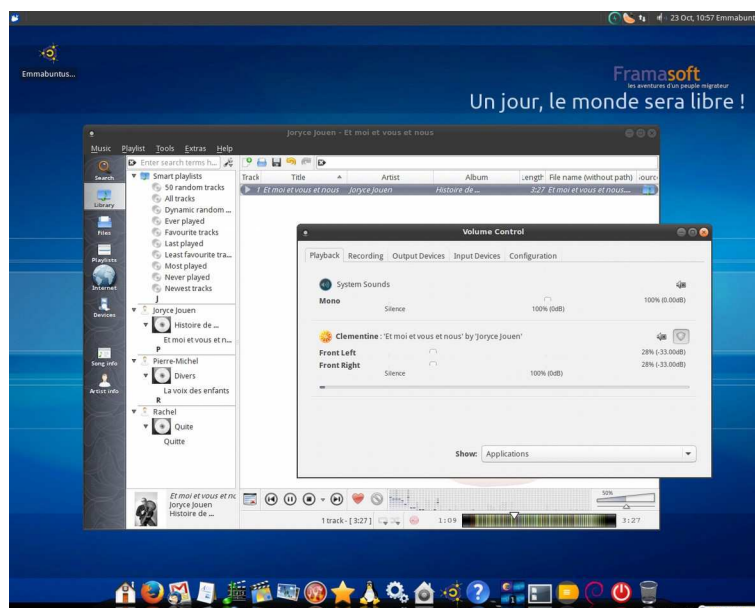 23 Oct, 10:57 Emmabunt
Emmabuntus...
Framasoft
les aventures d'un peuple migrateur
Un jour, le monde sera libre !
Joryce Jouen - Et moi et vous et nous
Music Playlist Tools Extras Help
Enter search terms h...
Search
Library
Files
Playlists
Internet
Devices
Song info
Artist info
Smart playlists
50 random tracks
All tracks
Dynamic random ...
Ever played
Favourite tracks
Last played
Least favourite tra...
Most played
Never played
Newest tracks
J
Joryce Jouen
Histoire de ...
Et moi et vous et n...
P
Pierre-Michel
Divers
La voix des enfants
R
Rachel
Quite
Quitte
Track Title Artist Album Length File name (without path)
1 Et moi et vous et nous Joryce Jouen Histoire de ... 3:27 Et moi et vous et nous...
Volume Control
Playback Recording Output Devices Input Devices Configuration
System Sounds
Mono 100% (0.00dB)
Silence 100% (0dB)
Clementine : 'Et moi et vous et nous' by 'Joryce Jouen'
Front Left 28% (-33.00dB)
Front Right 28% (-33.00dB)
Silence 100% (0dB)
Show: Applications
Et moi et vous et no
Joryce Jouen
Histoire de ...
50%
1 track - [ 3:27 ]
1:09
3:27